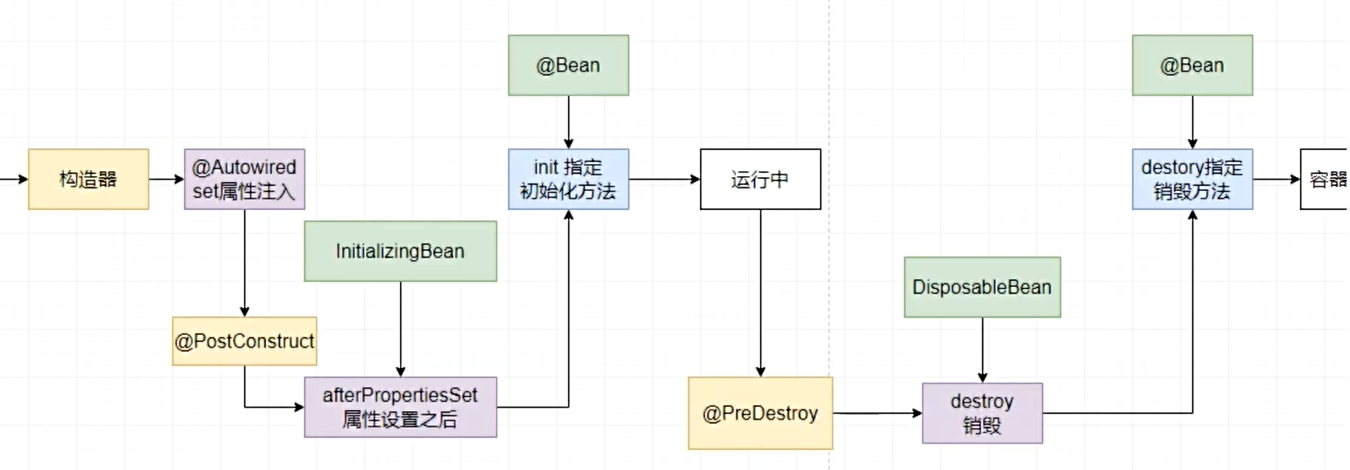 @Bean
@Bean
构造器
@Autowired
set属性注入
init 指定
初始化方法
运行中
destory指定
销毁方法
容器
InitializingBean
DisposableBean
@PostConstruct
afterPropertiesSet
属性设置之后
@PreDestroy
destroy
销毁